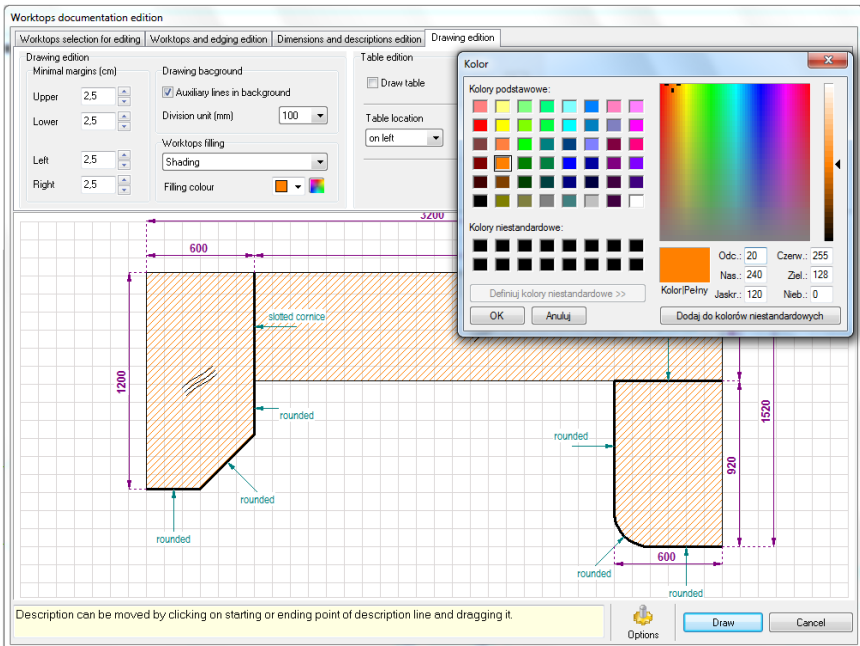 Worktops documentation edition
Worktops selection for editing
Worktops and edging edition
Dimensions and descriptions edition
Drawing edition
Drawing edition
Minimal margins (cm)
Upper 2,5
Lower 2,5
Left 2,5
Right 2,5
Drawing bacground
Auxiliary lines in background
Division unit (mm) 100
Worktops filling
Shading
Filling colour
Table edition
Draw table
Table location
on left
Kolor
Kolory podstawowe:
Kolory niestandardowe:
Definiuj kolory niestandardowe >>
OK
Anuluj
Kolor|Pełny
Odc.: 20
Nas.: 240
Jaskr.: 120
Czerw.: 255
Ziel.: 128
Nieb.: 0
Dodaj do kolorów niestandardowych
3200
600
slotted cornice
1200
rounded
rounded
rounded
rounded
1520
920
600
rounded
rounded
Description can be moved by clicking on starting or ending point of description line and dragging it.
Options
Draw
Cancel